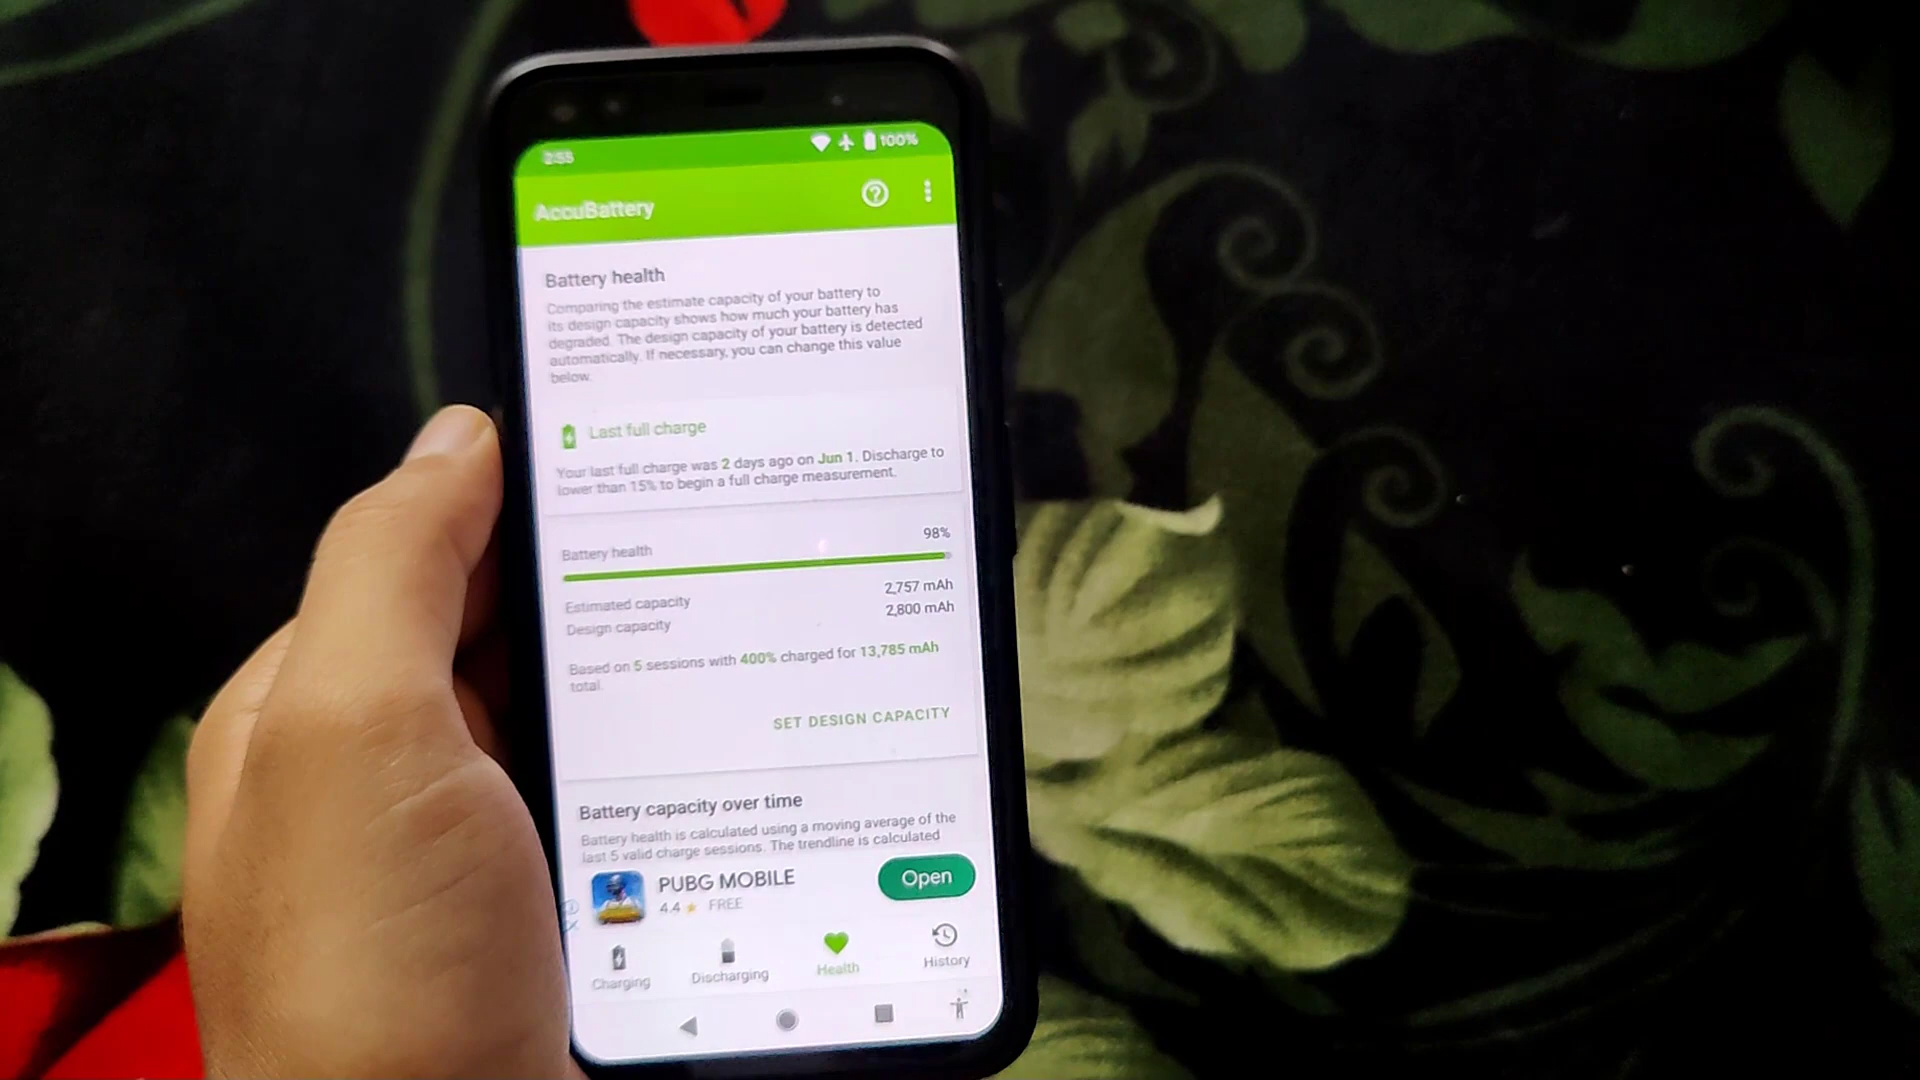 2:55
100%
AccuBattery
Battery health
Comparing the estimate capacity of your battery to
its design capacity shows how much your battery has
degraded. The design capacity of your battery is detected
automatically. If necessary, you can change this value
below.
Last full charge
Your last full charge was 2 days ago on Jun 1. Discharge to
lower than 15% to begin a full charge measurement.
Battery health 98%
Estimated capacity 2,757 mAh
Design capacity 2,800 mAh
Based on 5 sessions with 400% charged for 13,785 mAh
total.
SET DESIGN CAPACITY
Battery capacity over time
Battery health is calculated using a moving average of the
last 5 valid charge sessions. The trendline is calculated
PUBG MOBILE
4.4 ★ FREE
Open
Charging Discharging Health History